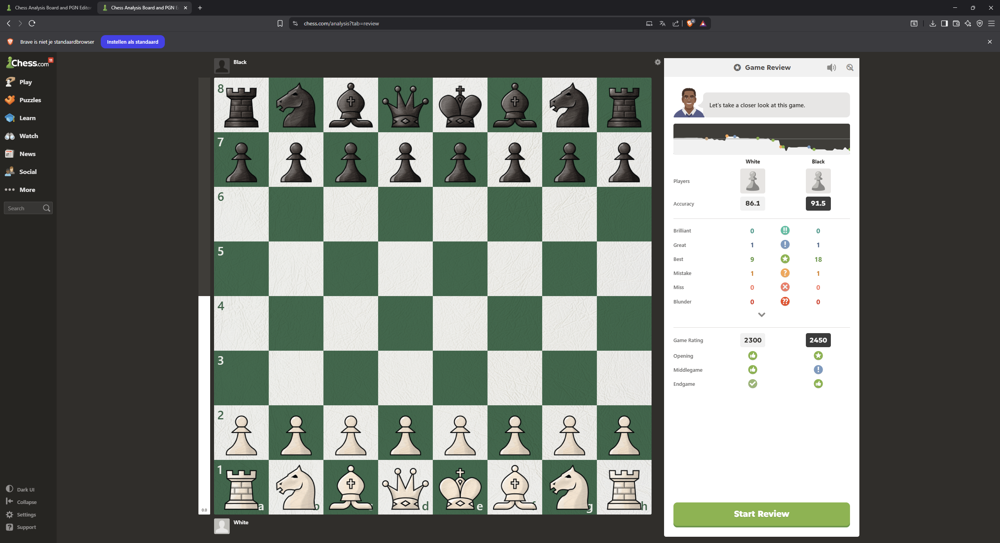 Chess Analysis Board and PGN Editor
Chess Analysis Board and PGN E
chess.com/analysis?tab=review
4
Brave is niet je standaardbrowser
Instellen als standaard
Chess.com
11
Play
Puzzles
Learn
Watch
News
Social
More
Search
Dark UI
Collapse
Settings
Support
Black
8
7
6
5
4
3
2
1
a
b
c
d
e
f
g
h
0.0
White
Game Review
Let's take a closer look at this game.
White Black
Players
Accuracy 86.1 91.5
Brilliant 0 !! 0
Great 1 ! 1
Best 9 18
Mistake 1 ? 1
Miss 0 0
Blunder 0 ?? 0
Game Rating 2300 2450
Opening
Middlegame !
Endgame
Start Review